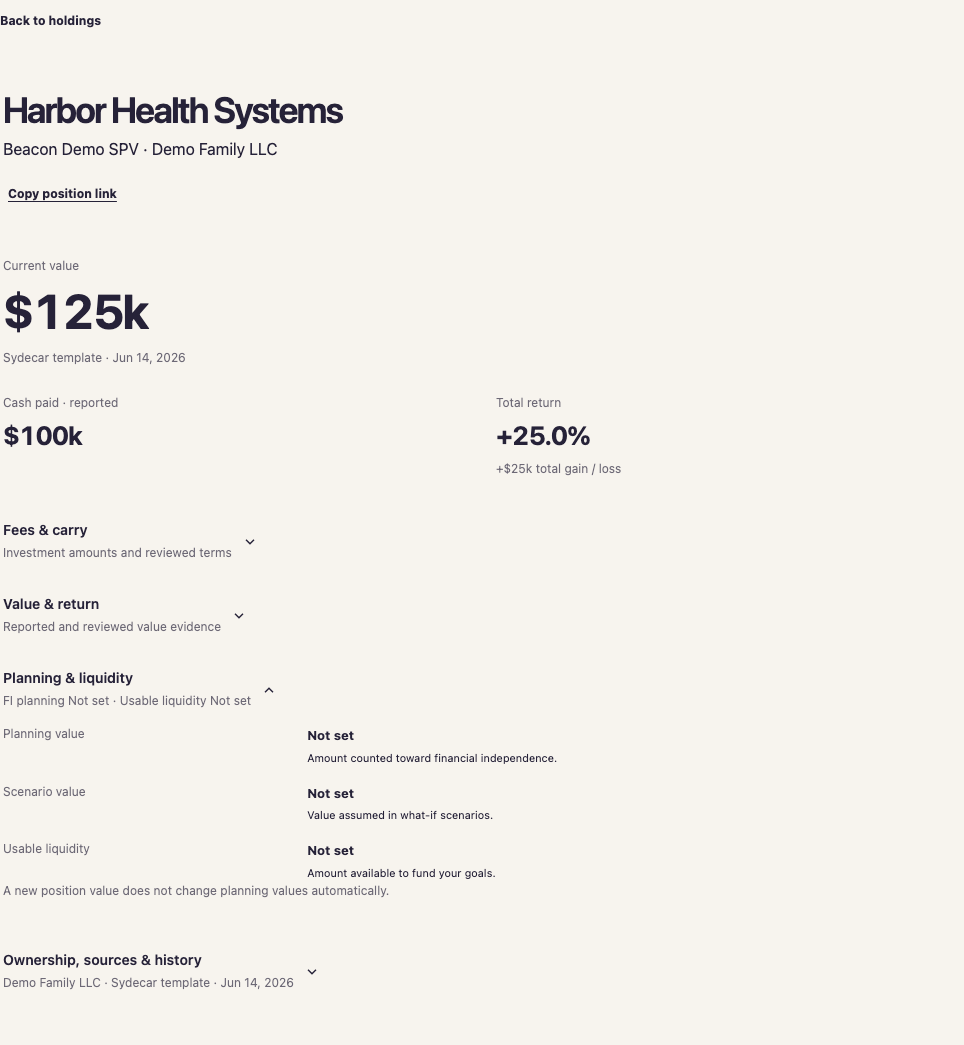 Back to holdings
Harbor Health Systems
Beacon Demo SPV · Demo Family LLC
Copy position link
Current value
$125k
Sydecar template · Jun 14, 2026
Cash paid · reported
$100k
Total return
+25.0%
+$25k total gain / loss
Fees & carry
Investment amounts and reviewed terms
Value & return
Reported and reviewed value evidence
Planning & liquidity
FI planning Not set · Usable liquidity Not set
Planning value
Not set
Amount counted toward financial independence.
Scenario value
Not set
Value assumed in what-if scenarios.
Usable liquidity
Not set
Amount available to fund your goals.
A new position value does not change planning values automatically.
Ownership, sources & history
Demo Family LLC · Sydecar template · Jun 14, 2026